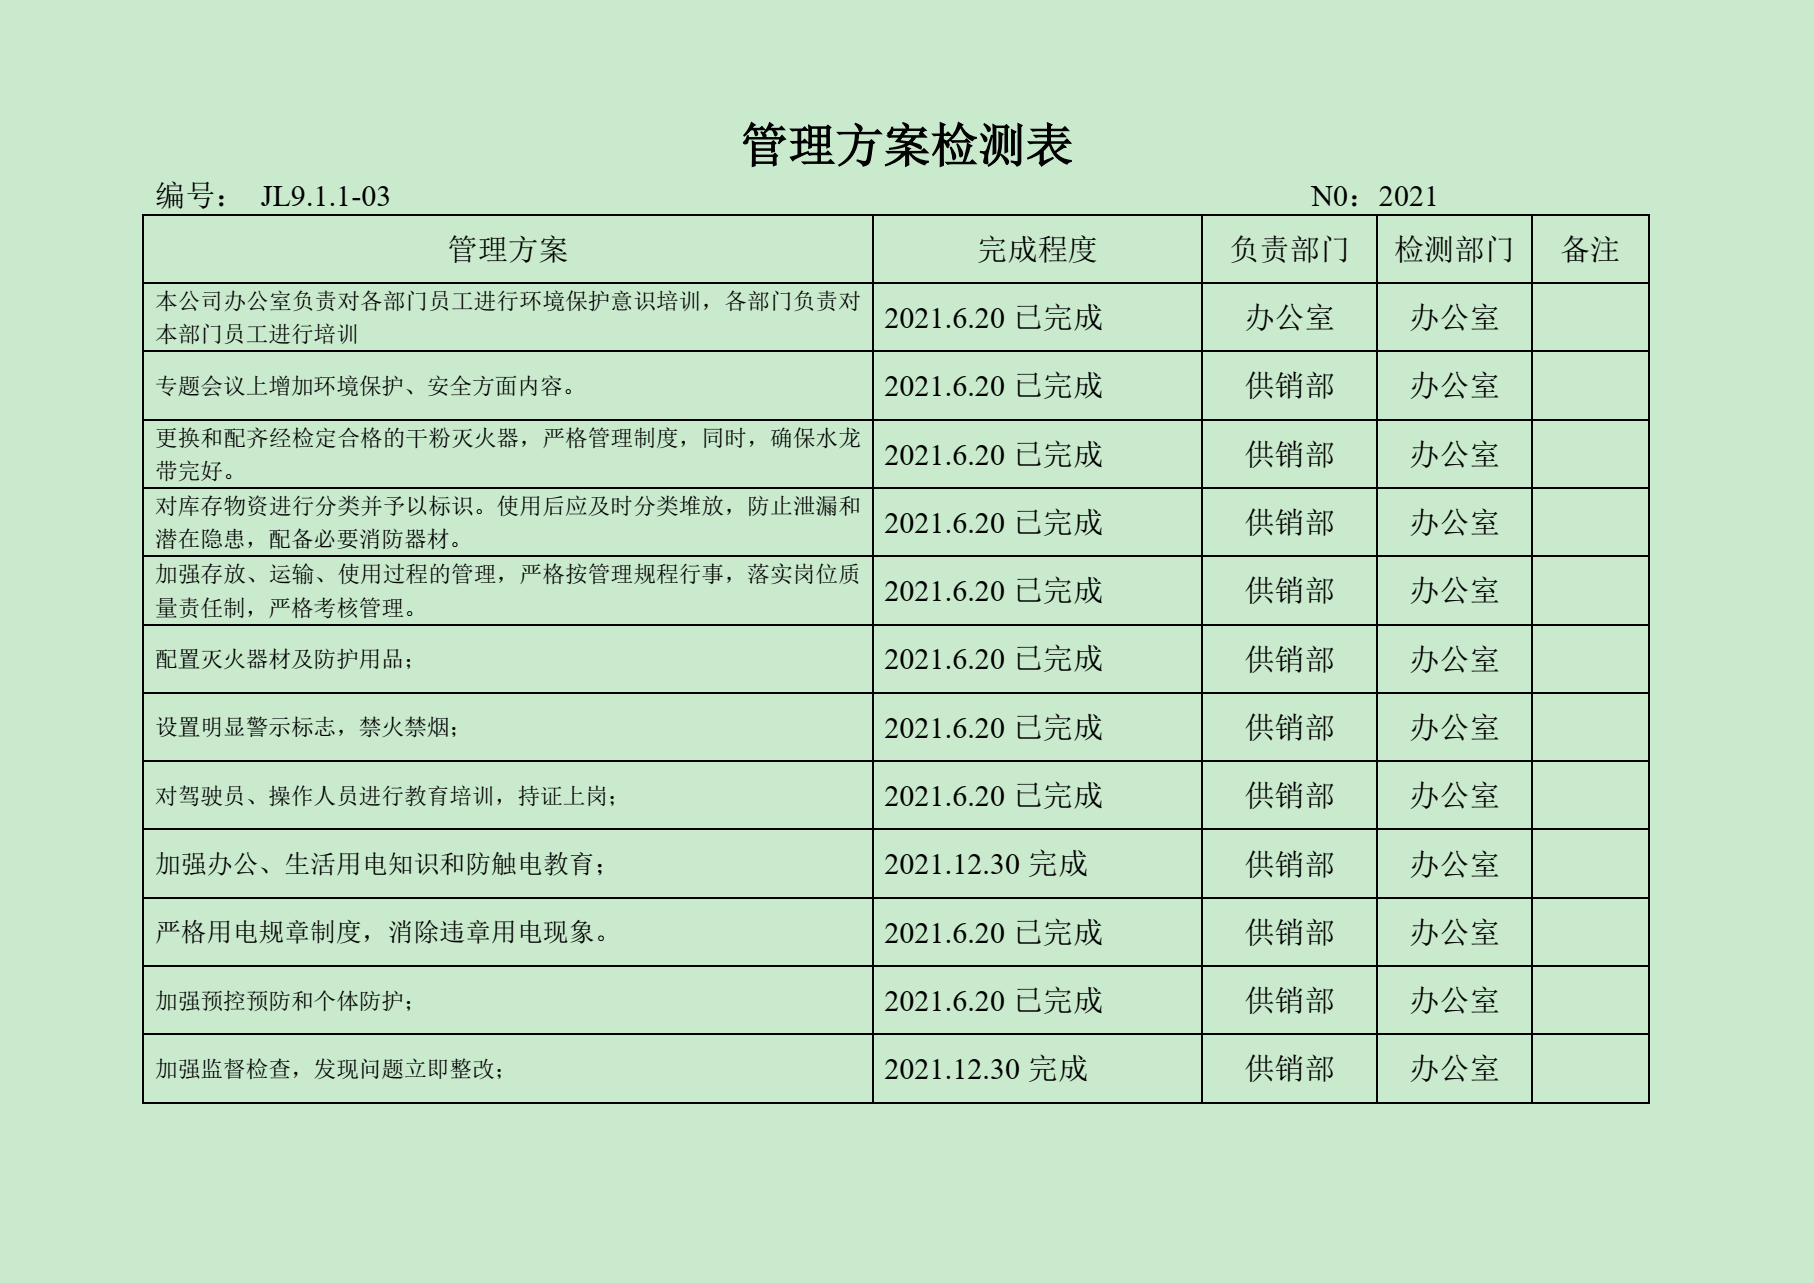 管理方案检测表
编号： JL9.1.1-03 N0：2021
管理方案 完成程度 负责部门 检测部门 备注
本公司办公室负责对各部门员工进行环境保护意识培训，各部门负责对
本部门员工进行培训
2021.6.20 已完成 办公室 办公室
专题会议上增加环境保护、安全方面内容。 2021.6.20 已完成 供销部 办公室
更换和配齐经检定合格的干粉灭火器，严格管理制度，同时，确保水龙
带完好。
2021.6.20 已完成 供销部 办公室
对库存物资进行分类并予以标识。使用后应及时分类堆放，防止泄漏和
潜在隐患，配备必要消防器材。
2021.6.20 已完成 供销部 办公室
加强存放、运输、使用过程的管理，严格按管理规程行事，落实岗位质
量责任制，严格考核管理。
2021.6.20 已完成 供销部 办公室
配置灭火器材及防护用品； 2021.6.20 已完成 供销部 办公室
设置明显警示标志，禁火禁烟； 2021.6.20 已完成 供销部 办公室
对驾驶员、操作人员进行教育培训，持证上岗； 2021.6.20 已完成 供销部 办公室
加强办公、生活用电知识和防触电教育； 2021.12.30 完成 供销部 办公室
严格用电规章制度，消除违章用电现象。 2021.6.20 已完成 供销部 办公室
加强预控预防和个体防护； 2021.6.20 已完成 供销部 办公室
加强监督检查，发现问题立即整改； 2021.12.30 完成 供销部 办公室